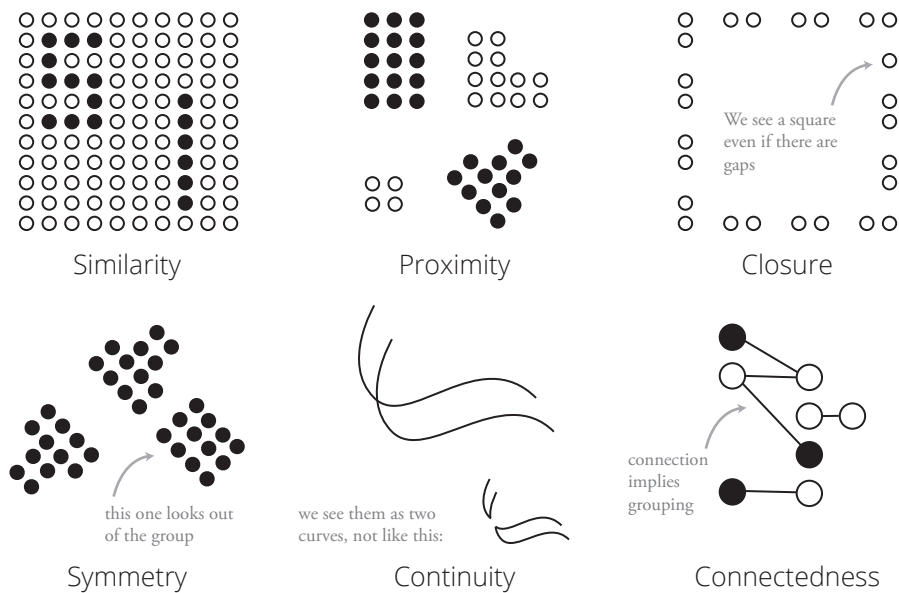 Similarity
Proximity
We see a square
even if there are
gaps
Closure
this one looks out
of the group
Symmetry
we see them as two
curves, not like this:
Continuity
connection
implies
grouping
Connectedness